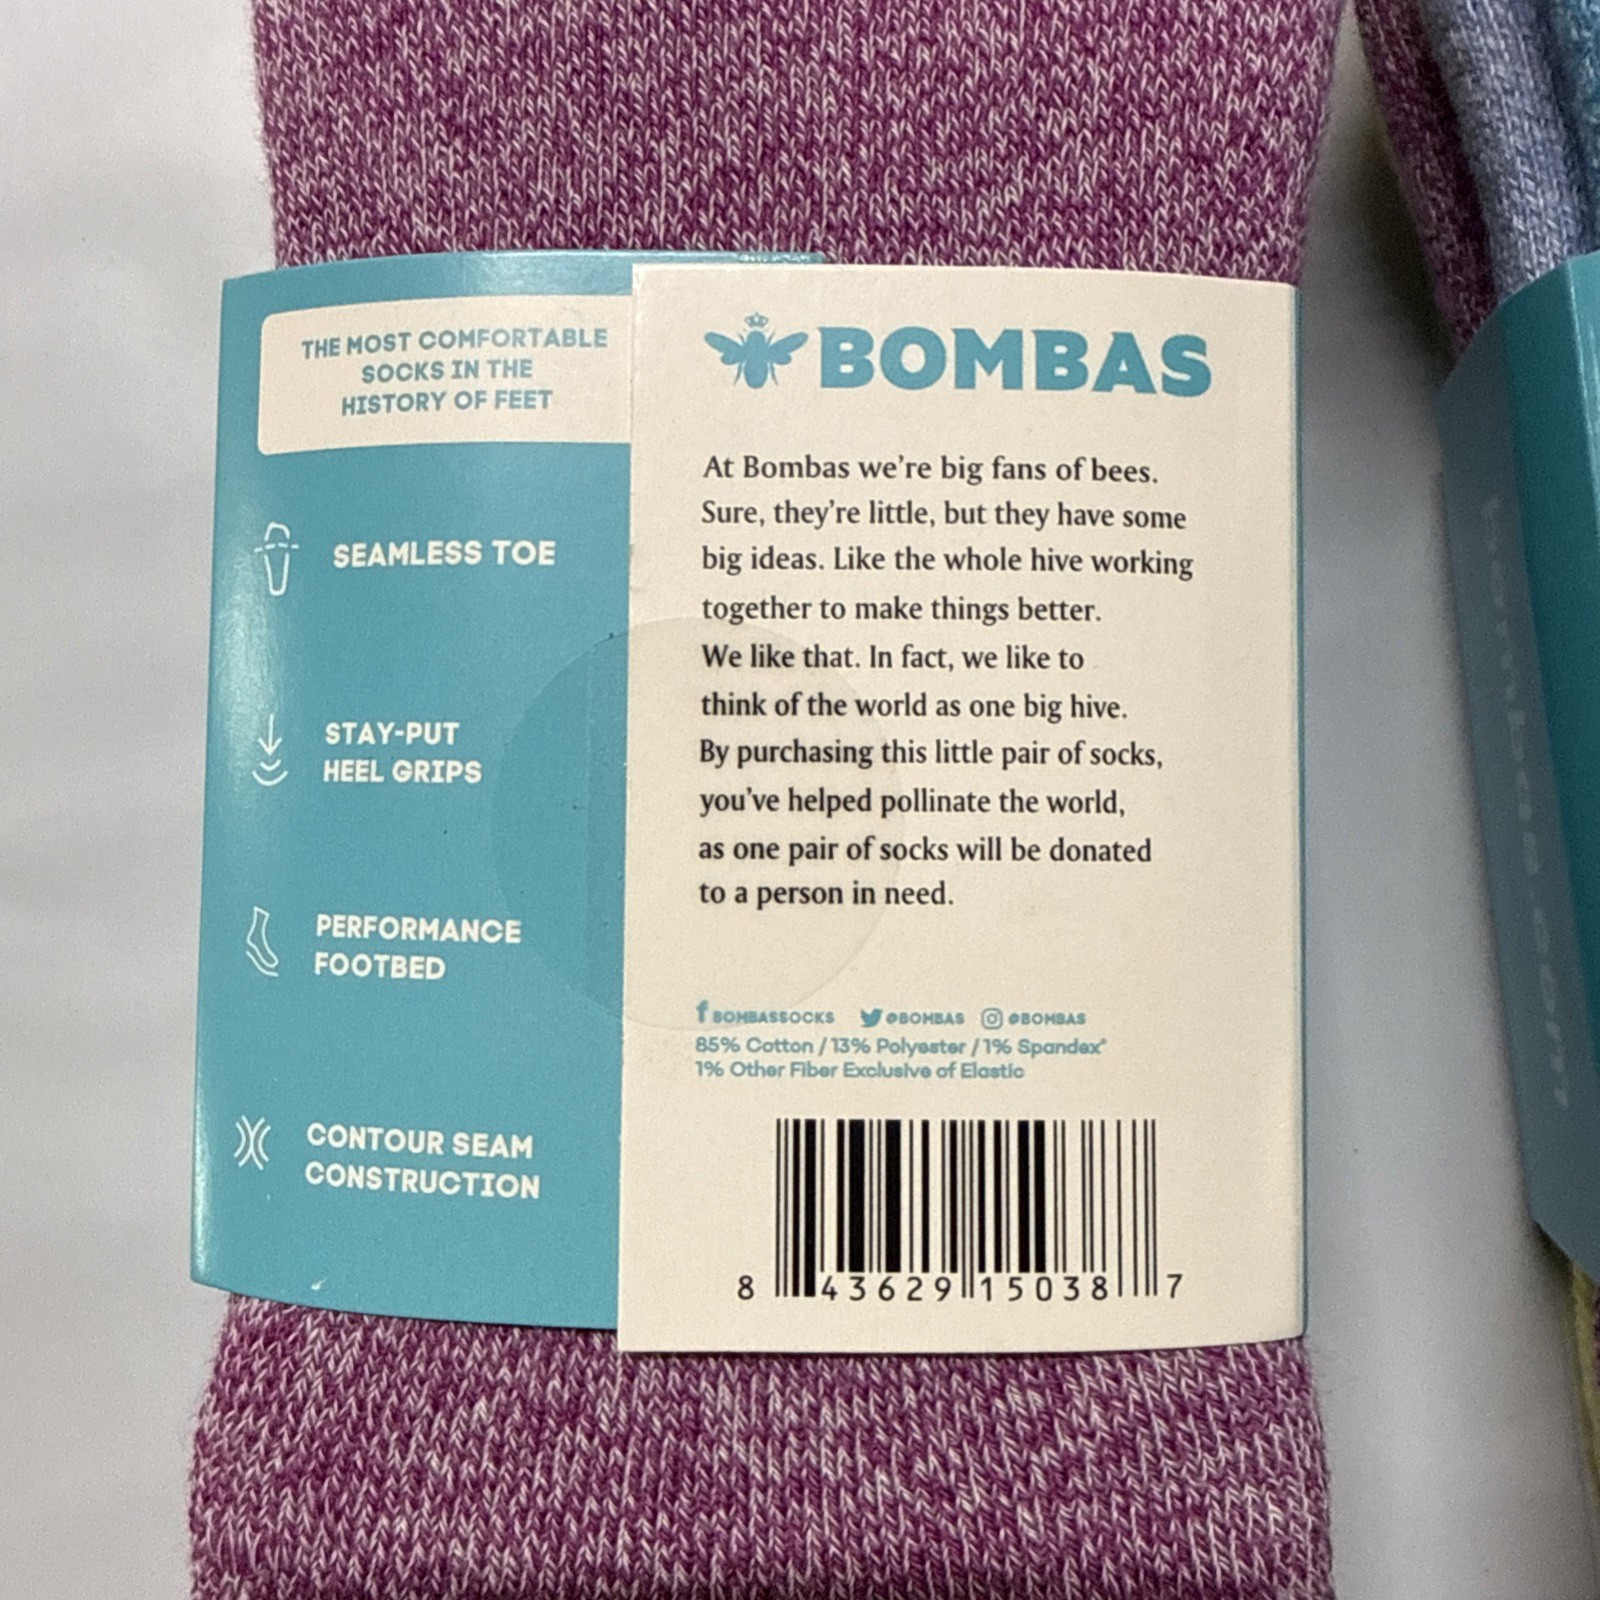 THE MOST COMFORTABLE
SOCKS IN THE
HISTORY OF FEET
SEAMLESS TOE
STAY-PUT
HEEL GRIPS
PERFORMANCE
FOOTBED
CONTOUR SEAM
CONSTRUCTION
BOMBAS
At Bombas we're big fans of bees.
Sure, they're little, but they have some
big ideas. Like the whole hive working
together to make things better.
We like that. In fact, we like to
think of the world as one big hive.
By purchasing this little pair of socks,
you've helped pollinate the world,
as one pair of socks will be donated
to a person in need.
BOMBASSOCKS @BOMBAS @BOMBAS
85% Cotton / 13% Polyester / 1% Spandex*
1% Other Fiber Exclusive of Elastic
8 43629 15038 7